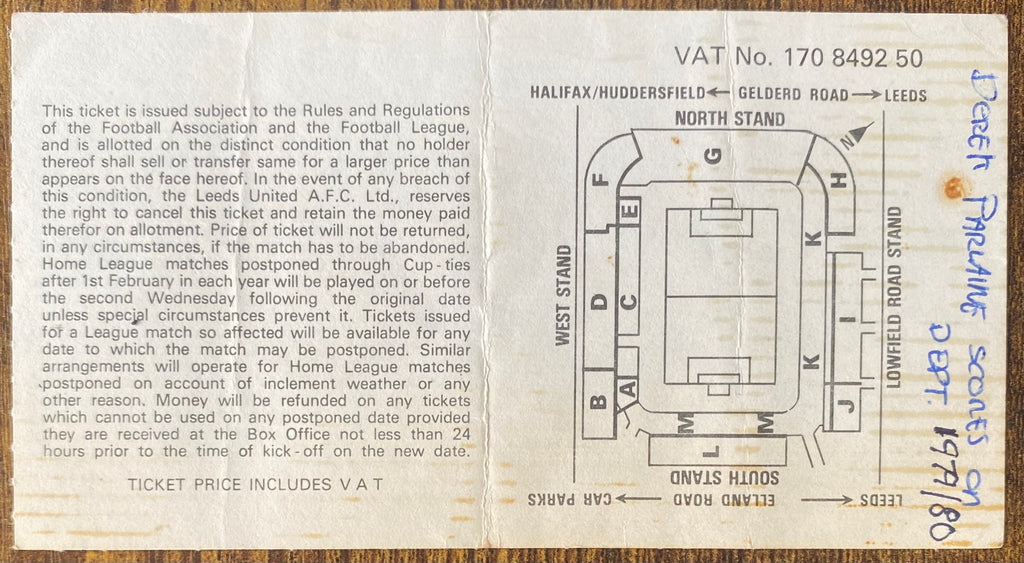 This ticket is issued subject to the Rules and Regulations
of the Football Association and the Football League,
and is allotted on the distinct condition that no holder
thereof shall sell or transfer same for a larger price than
appears on the face hereof. In the event of any breach of
this condition, the Leeds United A.F.C. Ltd., reserves
the right to cancel this ticket and retain the money paid
therefor on allotment. Price of ticket will not be returned,
in any circumstances, if the match has to be abandoned.
Home League matches postponed through Cup-ties
after 1st February in each year will be played on or before
the second Wednesday following the original date
unless special circumstances prevent it. Tickets issued
for a League match so affected will be available for any
date to which the match may be postponed. Similar
arrangements will operate for Home League matches
postponed on account of inclement weather or any
other reason. Money will be refunded on any tickets
which cannot be used on any postponed date provided
they are received at the Box Office not less than 24
hours prior to the time of kick-off on the new date.
TICKET PRICE INCLUDES V A T
VAT No. 170 8492 50
HALIFAX/HUDDERSFIELD← GELDERD ROAD→LEEDS
NORTH STAND
N
G
F
H
E
K
WEST STAND
D
C
I
LOWFIELD ROAD STAND
K
B
A
J
M
M
L
SOUTH STAND
CAR PARKS ← ELLAND ROAD → LEEDS
DEREK PARLANE SCORES ON
DEPT. 1979/80